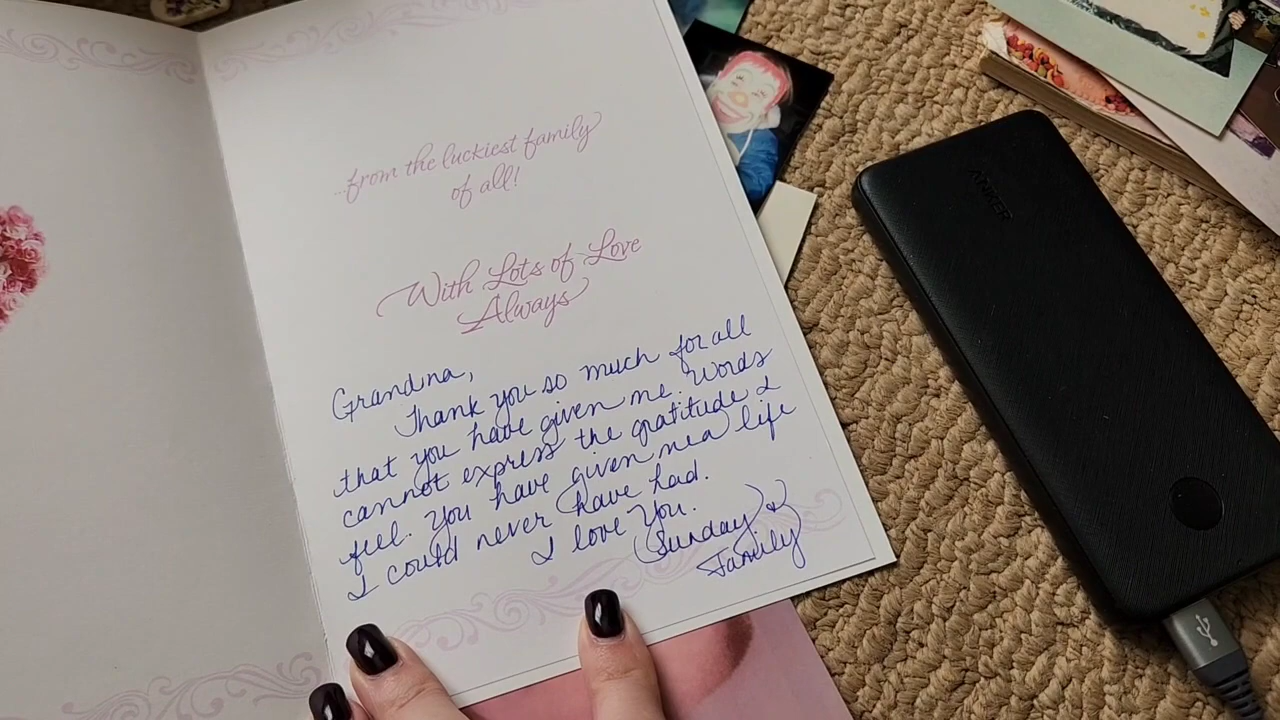 ...from the luckiest family
of all!
With Lots of Love
Always
Grandma,
Thank you so much for all
that you have given me. Words
cannot express the gratitude I
feel. You have given me a life
I could never have had.
I love You.
Sunday &
Family
ANKER